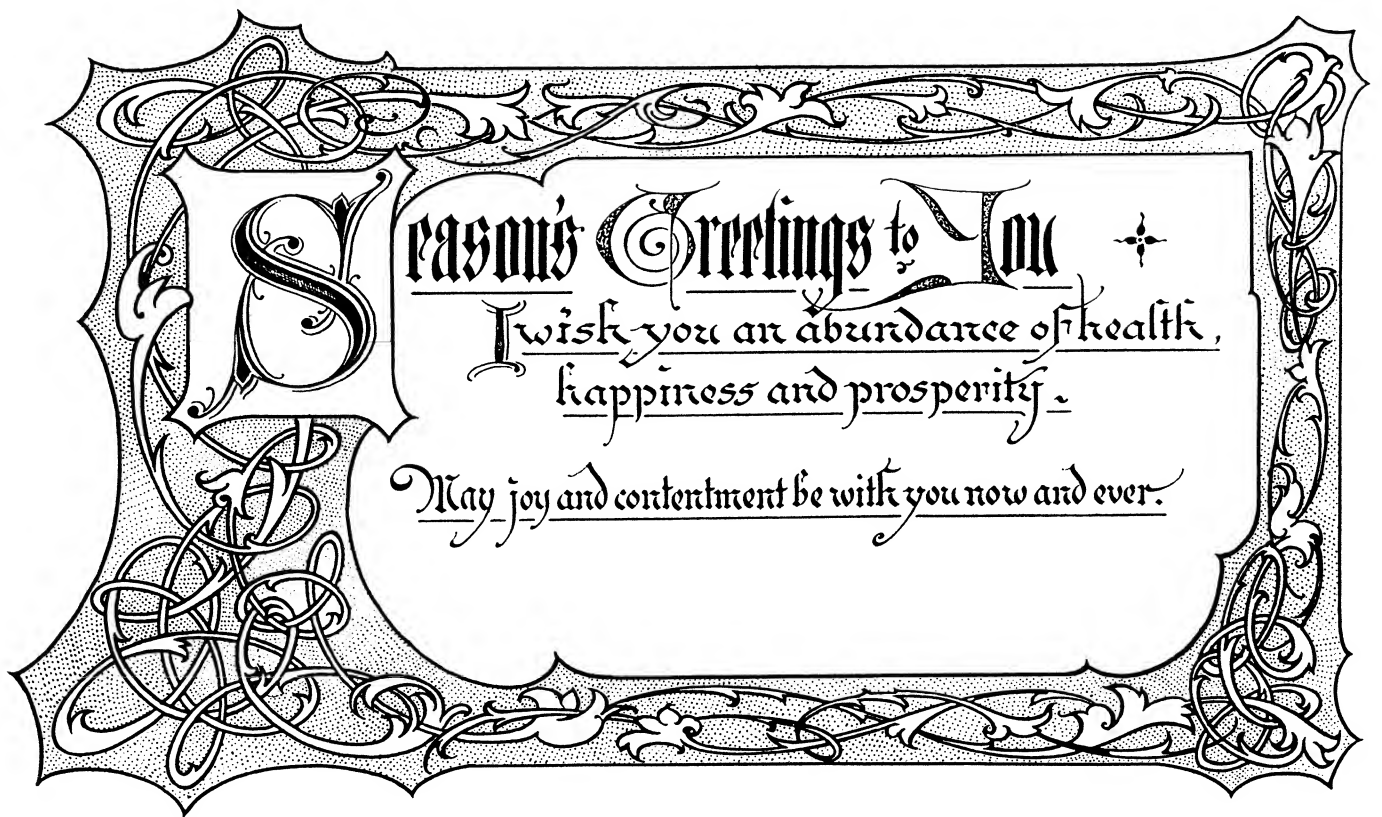 Season's Greetings to You
I wish you an abundance of health,
happiness and prosperity.
May joy and contentment be with you now and ever.